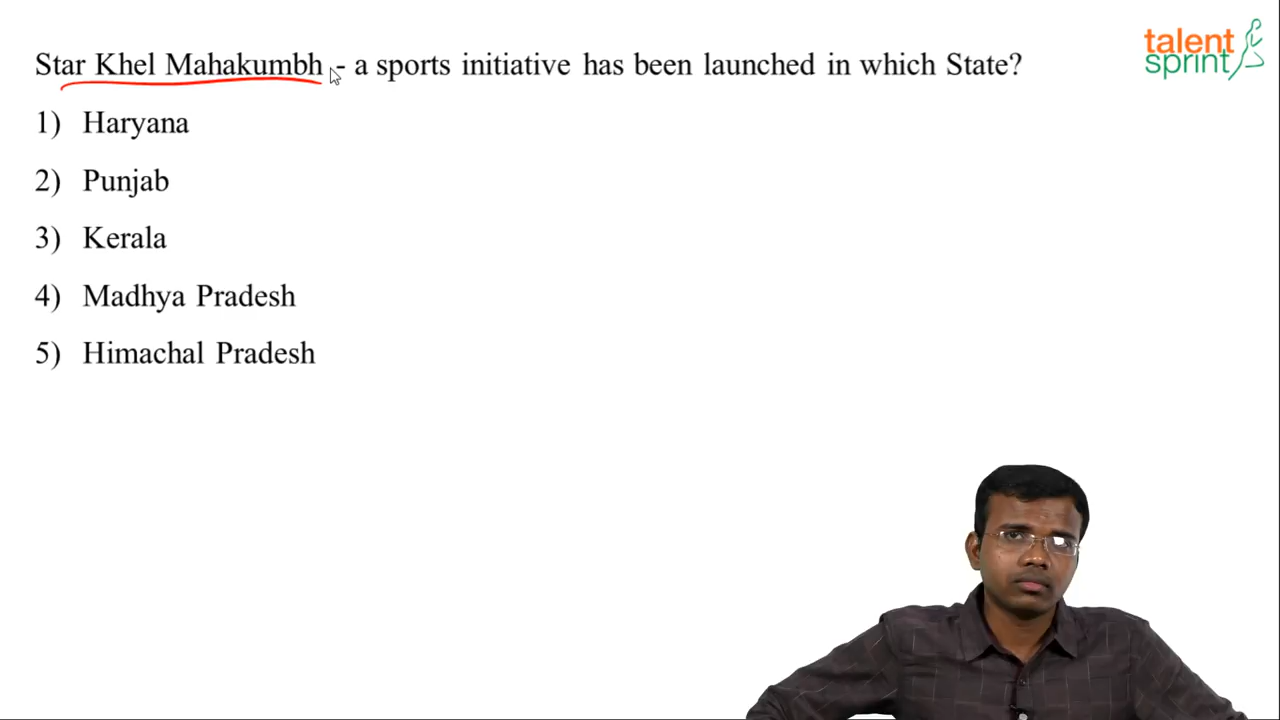 Star Khel Mahakumbh - a sports initiative has been launched in which State?
1) Haryana
2) Punjab
3) Kerala
4) Madhya Pradesh
5) Himachal Pradesh
talent
sprint